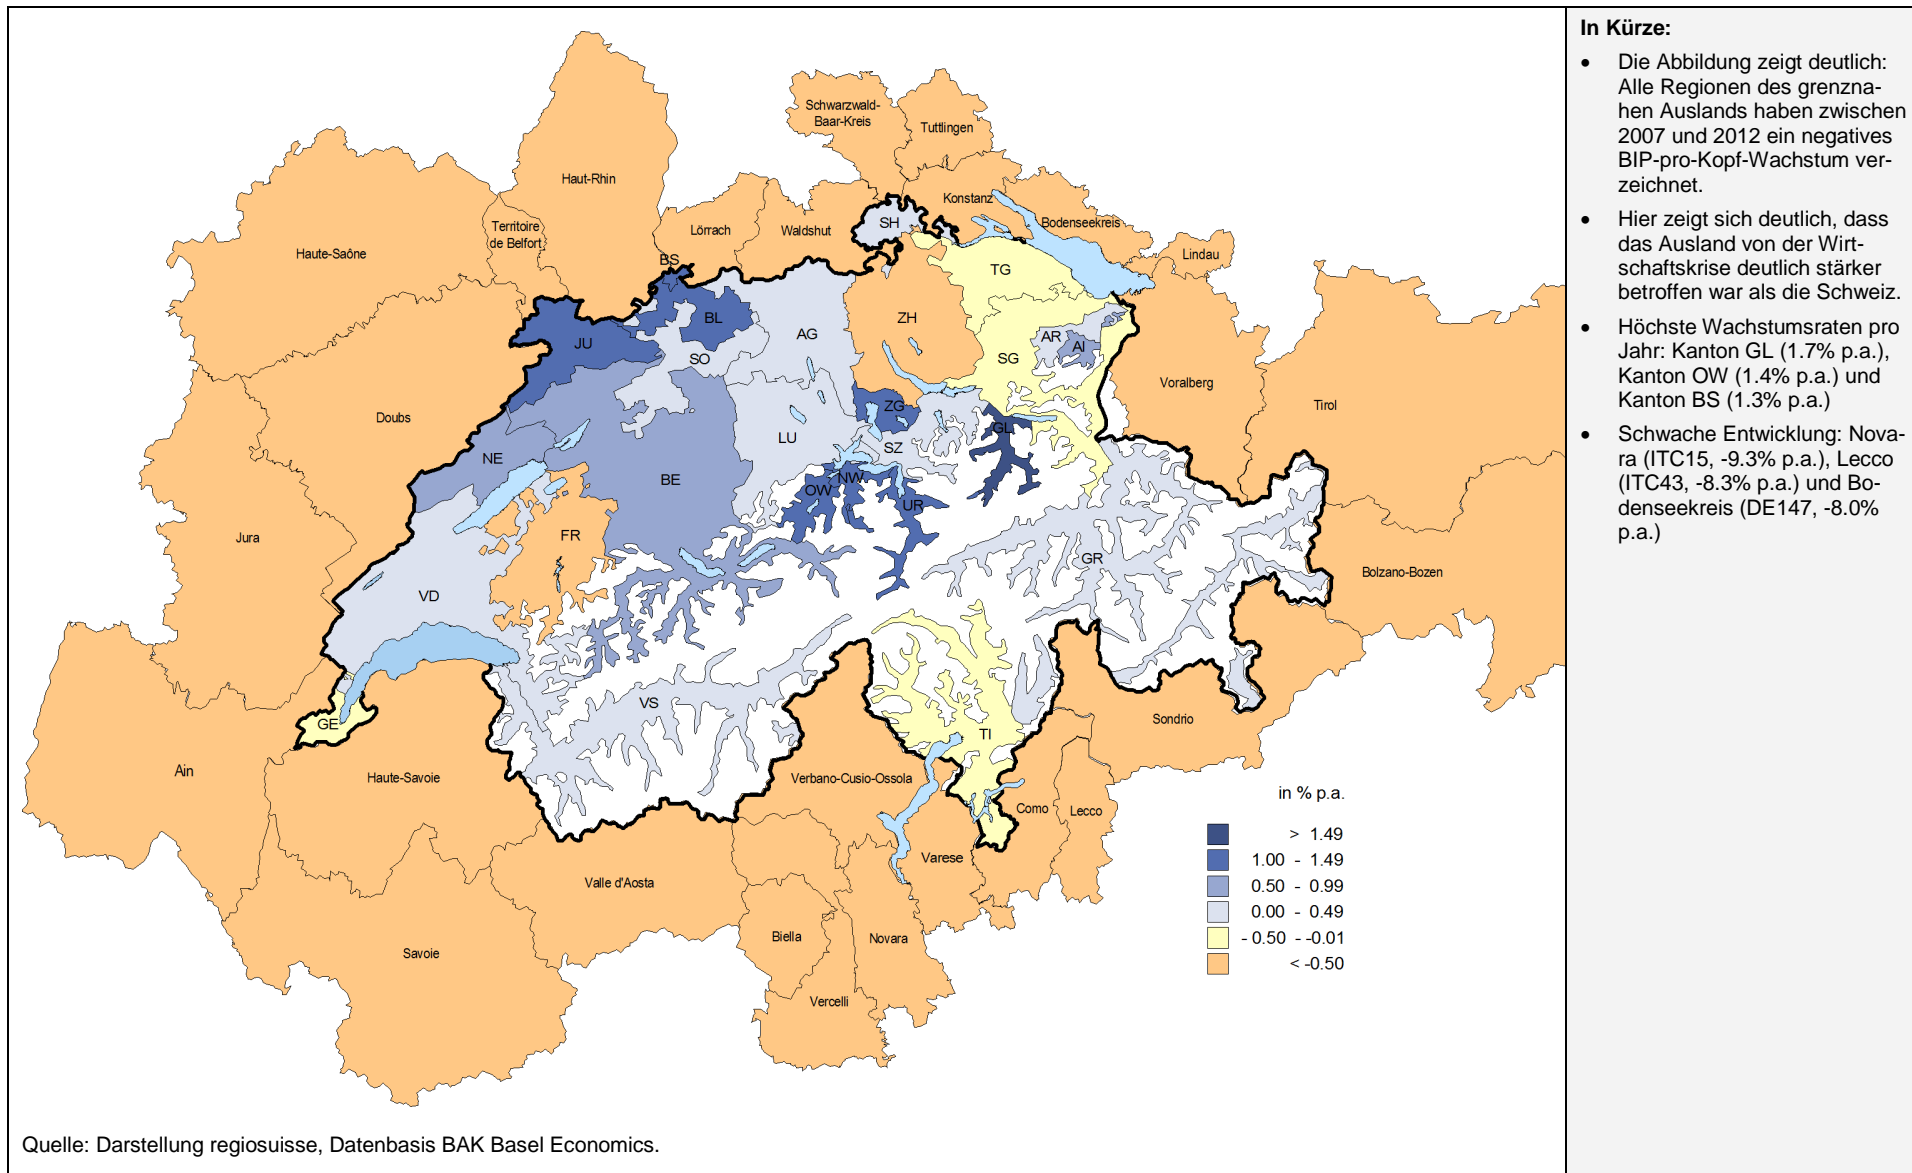 Schwarzwald-
Baar-Kreis
Tuttlingen
Haut-Rhin
Konstanz
Bodenseekreis
SH
Territoire
de Belfort
Lörrach
Waldshut
Haute-Saône
Lindau
BS
TG
BL
AG
ZH
JU
SO
AR
AI
SG
Voralberg
Tirol
Doubs
ZG
LU
SZ
GL
NE
BE
OW
NW
UR
FR
Jura
GR
Bolzano-Bozen
VD
VS
GE
TI
Sondrio
Ain
Haute-Savoie
Verbano-Cusio-Ossola
Como
Lecco
Varese
Valle d'Aosta
Biella
Novara
Savoie
Vercelli
in % p.a.
> 1.49
1.00 - 1.49
0.50 - 0.99
0.00 - 0.49
- 0.50 - -0.01
< -0.50
Quelle: Darstellung regiosuisse, Datenbasis BAK Basel Economics.
In Kürze:
• Die Abbildung zeigt deutlich:
Alle Regionen des grenzna-
hen Auslands haben zwischen
2007 und 2012 ein negatives
BIP-pro-Kopf-Wachstum ver-
zeichnet.
• Hier zeigt sich deutlich, dass
das Ausland von der Wirt-
schaftskrise deutlich stärker
betroffen war als die Schweiz.
• Höchste Wachstumsraten pro
Jahr: Kanton GL (1.7% p.a.),
Kanton OW (1.4% p.a.) und
Kanton BS (1.3% p.a.)
• Schwache Entwicklung: Nova-
ra (ITC15, -9.3% p.a.), Lecco
(ITC43, -8.3% p.a.) und Bo-
denseekreis (DE147, -8.0%
p.a.)